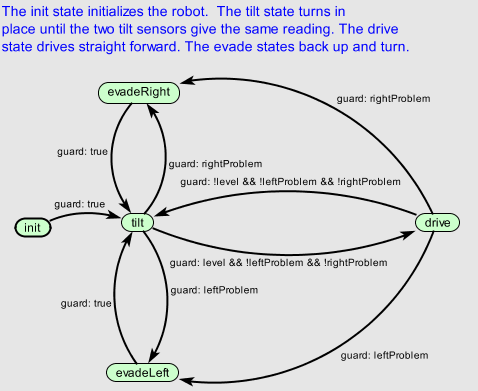 The init state initializes the robot.  The tilt state turns in
place until the two tilt sensors give the same reading. The drive
state drives straight forward. The evade states back up and turn.
evadeRight
guard: rightProblem
guard: true
guard: rightProblem
guard: !level && !leftProblem && !rightProblem
guard: true
init
tilt
drive
guard: level && !leftProblem && !rightProblem
guard: leftProblem
guard: true
guard: leftProblem
evadeLeft